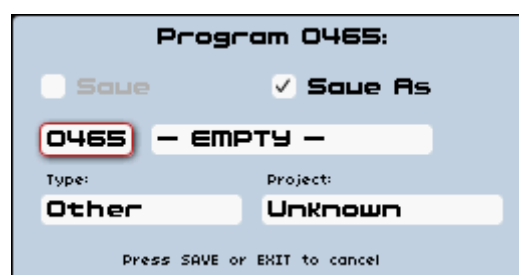 Program 0465:
Save Save As
0465 - EMPTY -
Type: Project:
Other Unknown
Press SAVE or EXIT to cancel